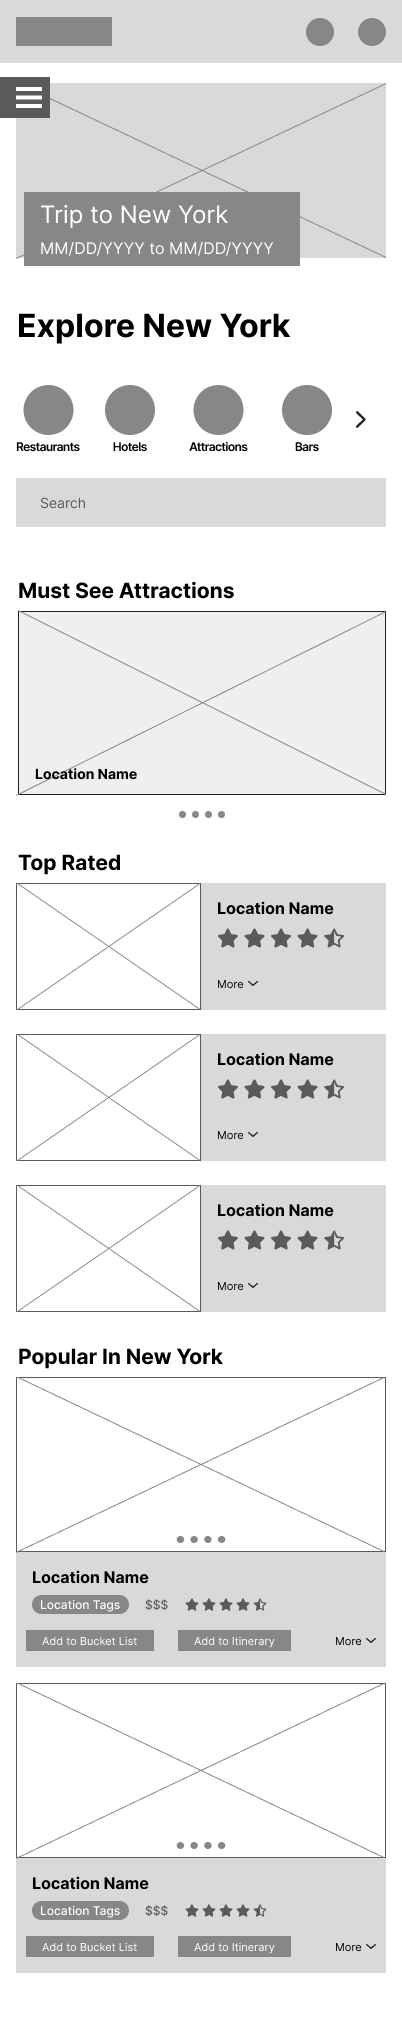 Trip to New York
MM/DD/YYYY to MM/DD/YYYY
Explore New York
Restaurants Hotels Attractions Bars
Search
Must See Attractions
Location Name
Top Rated
Location Name
More
Location Name
More
Location Name
More
Popular In New York
Location Name
Location Tags $$$
Add to Bucket List Add to Itinerary More
Location Name
Location Tags $$$
Add to Bucket List Add to Itinerary More